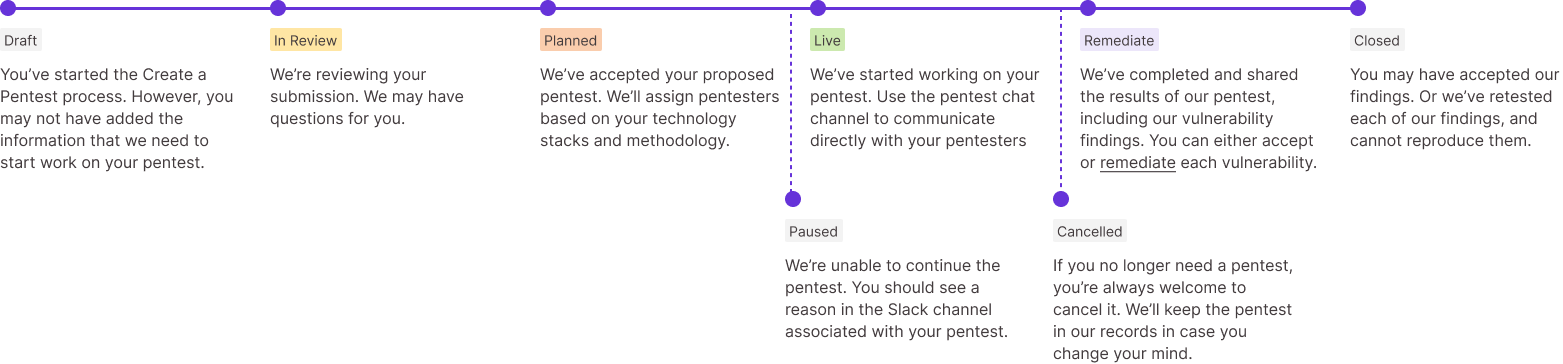 Draft
You’ve started the Create a
Pentest process. However, you
may not have added the
information that we need to
start work on your pentest.
In Review
We’re reviewing your
submission. We may have
questions for you.
Planned
We’ve accepted your proposed
pentest. We’ll assign pentesters
based on your technology
stacks and methodology.
Live
We’ve started working on your
pentest. Use the pentest chat
channel to communicate
directly with your pentesters
Remediate
We’ve completed and shared
the results of our pentest,
including our vulnerability
findings. You can either accept
or remediate each vulnerability.
Closed
You may have accepted our
findings. Or we’ve retested
each of our findings, and
cannot reproduce them.
Paused
We’re unable to continue the
pentest. You should see a
reason in the Slack channel
associated with your pentest.
Cancelled
If you no longer need a pentest,
you’re always welcome to
cancel it. We’ll keep the pentest
in our records in case you
change your mind.